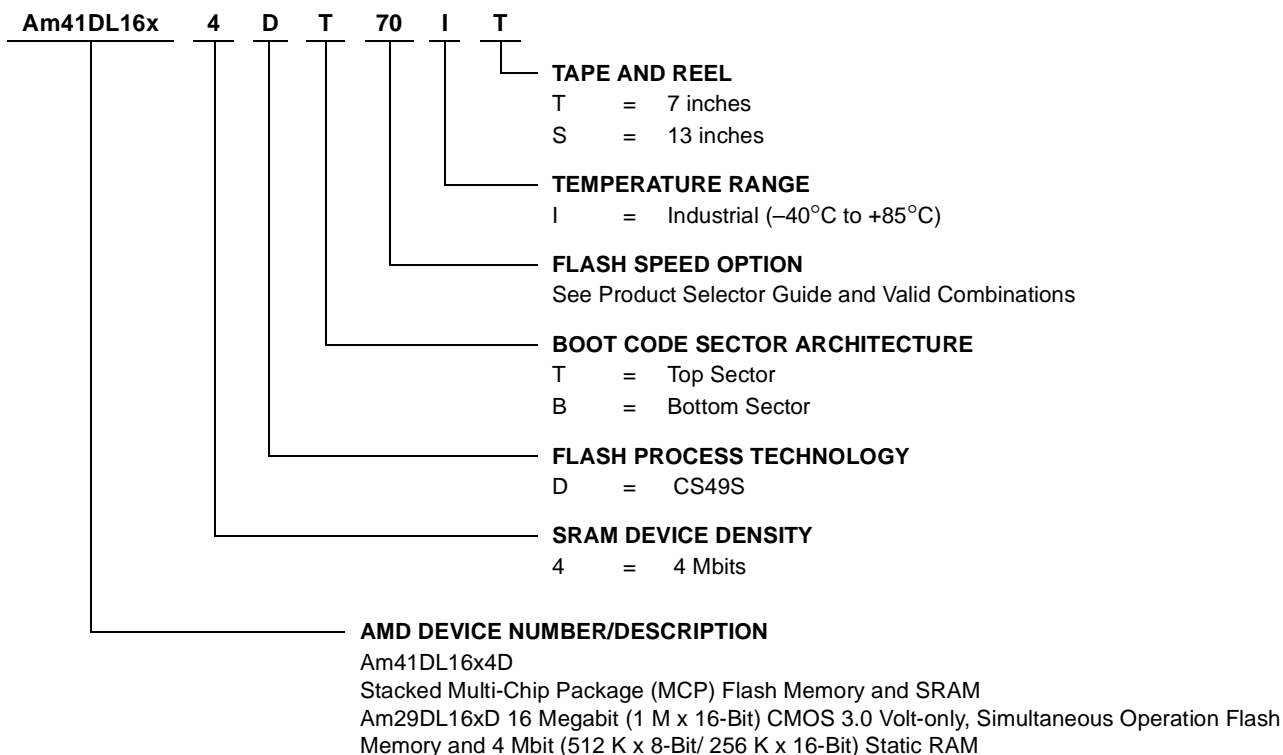 Am41DL16x 4 D T 70 I T
TAPE AND REEL
T = 7 inches
S = 13 inches
TEMPERATURE RANGE
I = Industrial (–40°C to +85°C)
FLASH SPEED OPTION
See Product Selector Guide and Valid Combinations
BOOT CODE SECTOR ARCHITECTURE
T = Top Sector
B = Bottom Sector
FLASH PROCESS TECHNOLOGY
D = CS49S
SRAM DEVICE DENSITY
4 = 4 Mbits
AMD DEVICE NUMBER/DESCRIPTION
Am41DL16x4D
Stacked Multi-Chip Package (MCP) Flash Memory and SRAM
Am29DL16xD 16 Megabit (1 M x 16-Bit) CMOS 3.0 Volt-only, Simultaneous Operation Flash
Memory and 4 Mbit (512 K x 8-Bit/ 256 K x 16-Bit) Static RAM